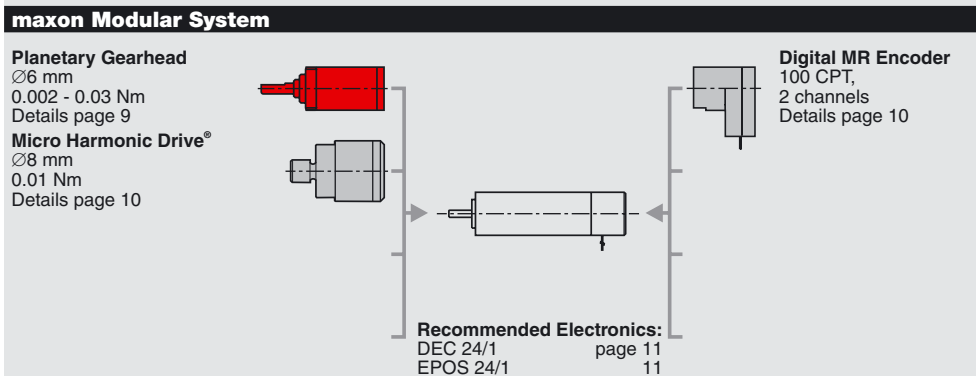 maxon Modular System
Planetary Gearhead
∅6 mm
0.002 - 0.03 Nm
Details page 9
Micro Harmonic Drive®
∅8 mm
0.01 Nm
Details page 10
Digital MR Encoder
100 CPT,
2 channels
Details page 10
Recommended Electronics:
DEC 24/1 page 11
EPOS 24/1 11